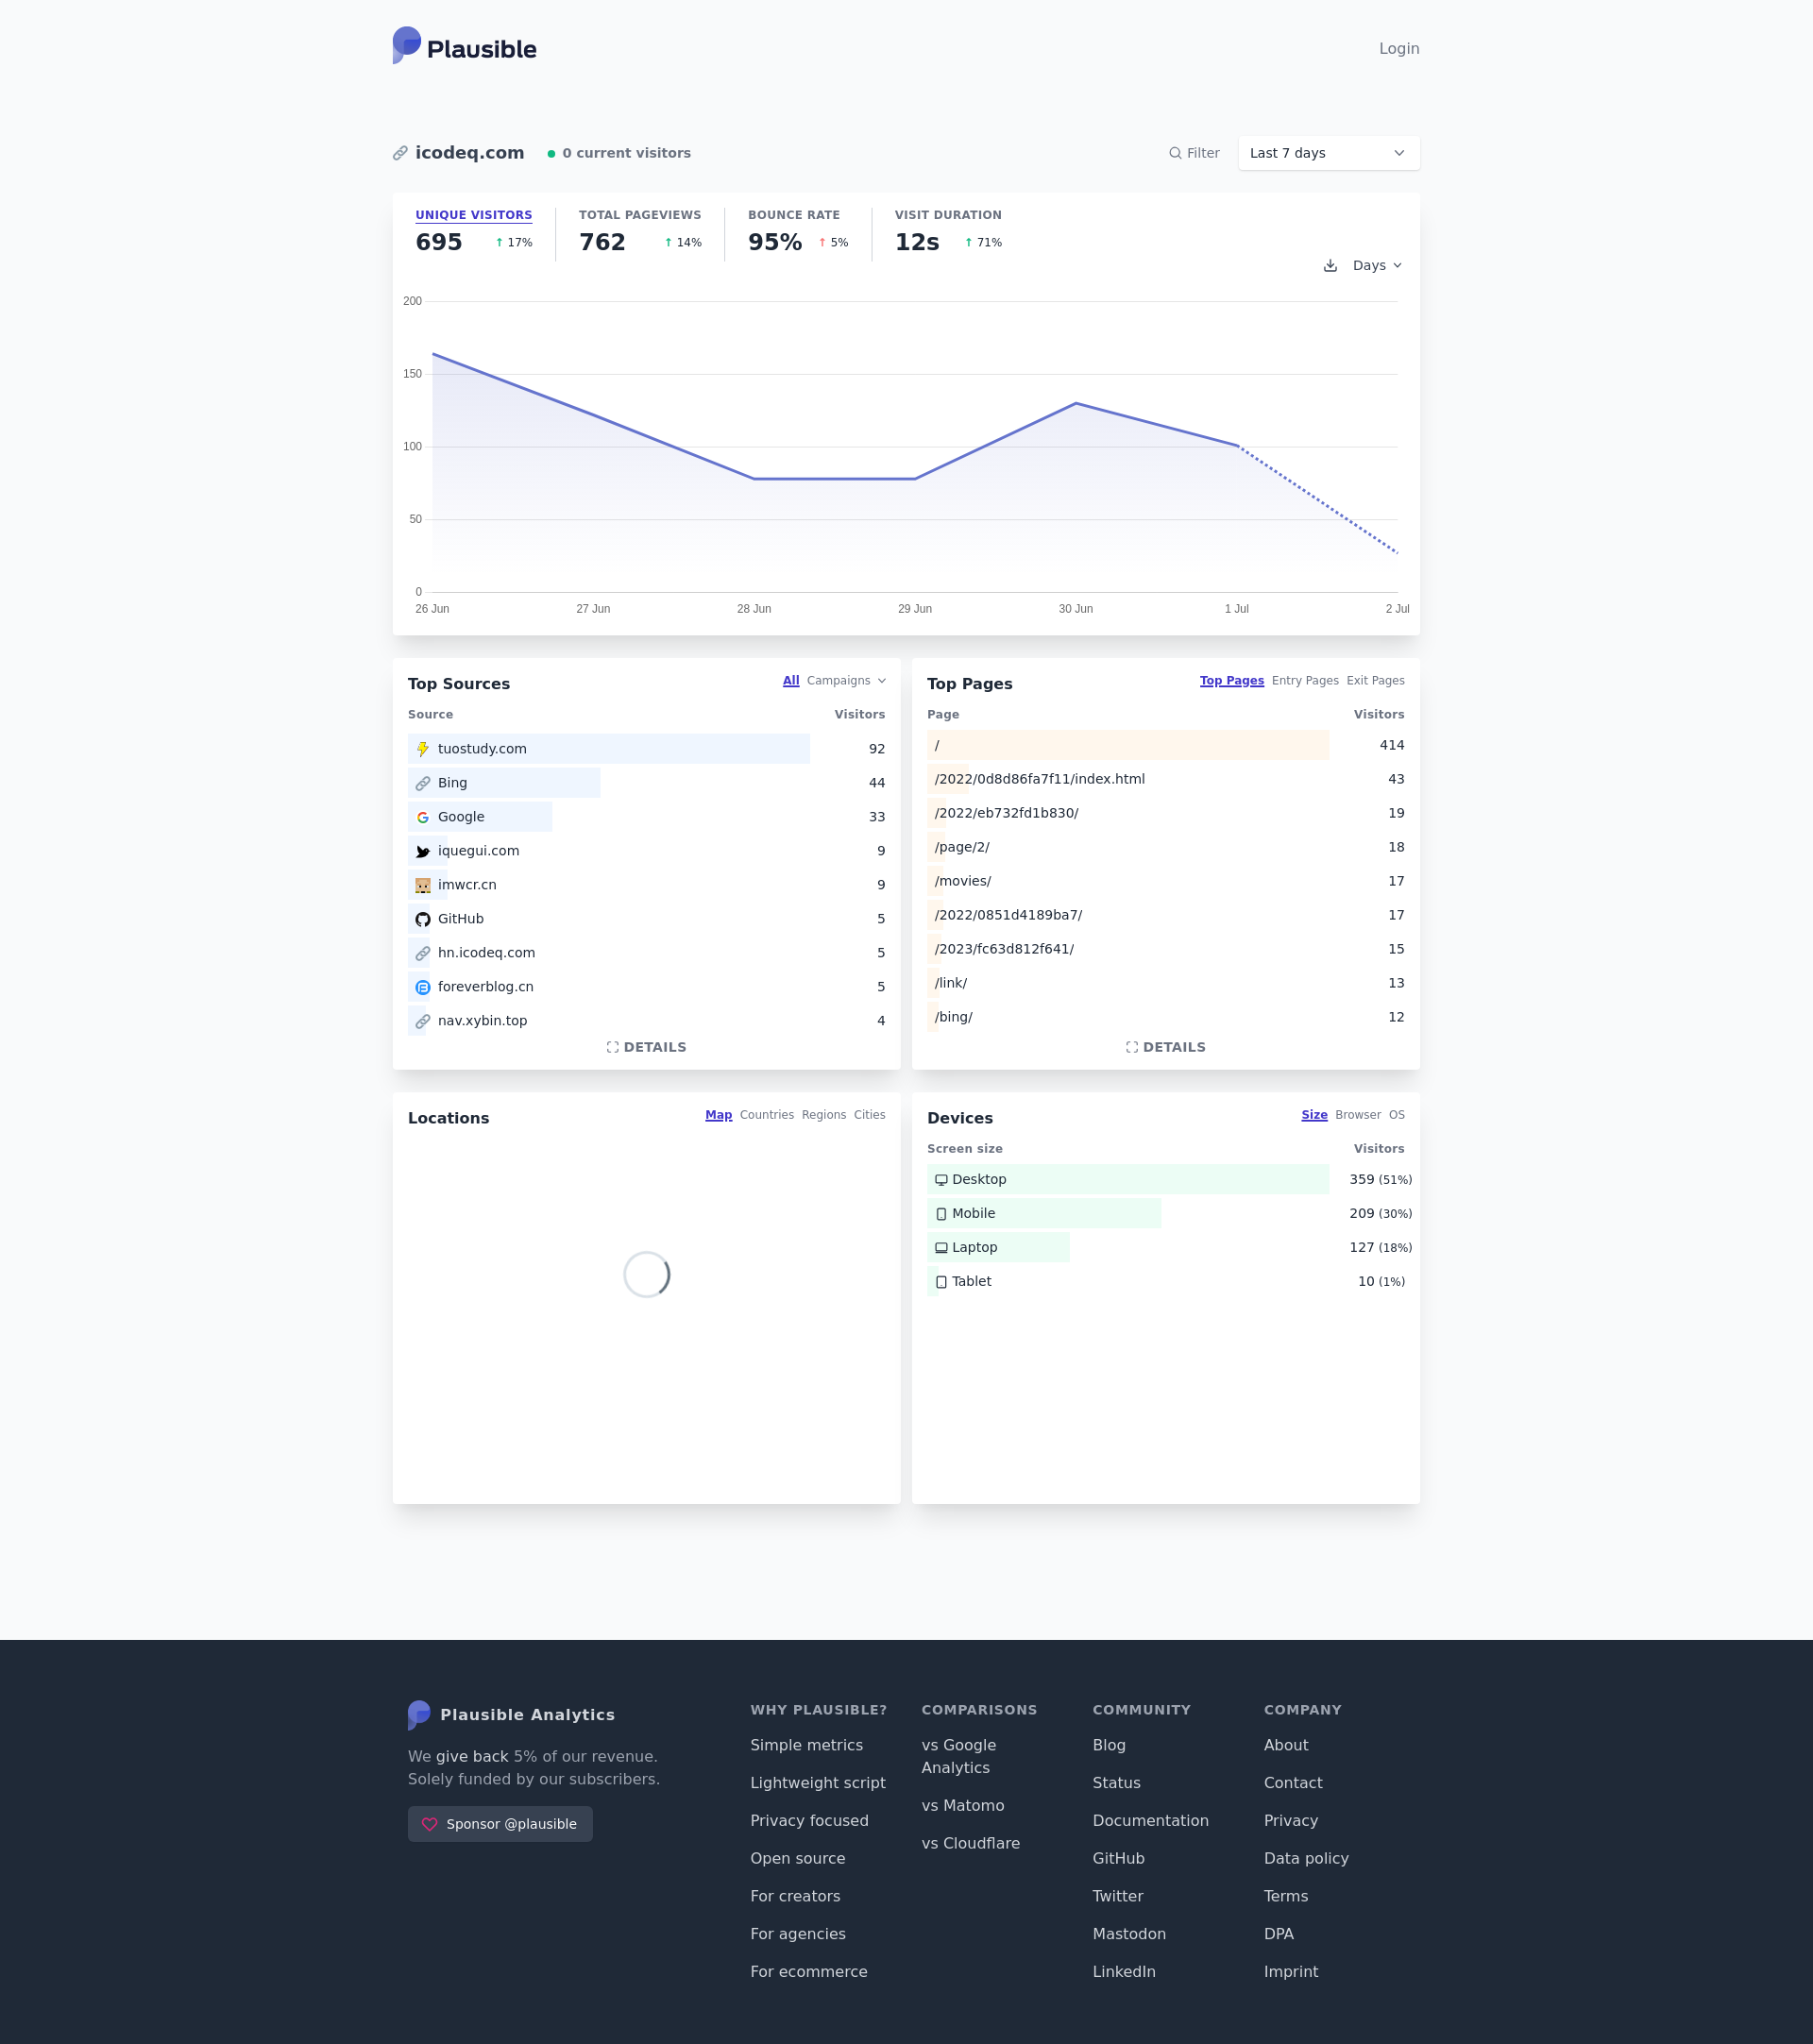 Plausible
Login
icodeq.com
0 current visitors
Filter
Last 7 days
UNIQUE VISITORS
695 ↑ 17%
TOTAL PAGEVIEWS
762 ↑ 14%
BOUNCE RATE
95% ↑ 5%
VISIT DURATION
12s ↑ 71%
Days
200
150
100
50
0
26 Jun 27 Jun 28 Jun 29 Jun 30 Jun 1 Jul 2 Jul
Top Sources
All Campaigns
Source Visitors
tuostudy.com 92
Bing 44
Google 33
iquegui.com 9
imwcr.cn 9
GitHub 5
hn.icodeq.com 5
foreverblog.cn 5
nav.xybin.top 4
DETAILS
Top Pages
Top Pages Entry Pages Exit Pages
Page Visitors
/ 414
/2022/0d8d86fa7f11/index.html 43
/2022/eb732fd1b830/ 19
/page/2/ 18
/movies/ 17
/2022/0851d4189ba7/ 17
/2023/fc63d812f641/ 15
/link/ 13
/bing/ 12
DETAILS
Locations
Map Countries Regions Cities
Devices
Size Browser OS
Screen size Visitors
Desktop 359 (51%)
Mobile 209 (30%)
Laptop 127 (18%)
Tablet 10 (1%)
Plausible Analytics
We give back 5% of our revenue.
Solely funded by our subscribers.
Sponsor @plausible
WHY PLAUSIBLE?
Simple metrics
Lightweight script
Privacy focused
Open source
For creators
For agencies
For ecommerce
COMPARISONS
vs Google
Analytics
vs Matomo
vs Cloudflare
COMMUNITY
Blog
Status
Documentation
GitHub
Twitter
Mastodon
LinkedIn
COMPANY
About
Contact
Privacy
Data policy
Terms
DPA
Imprint